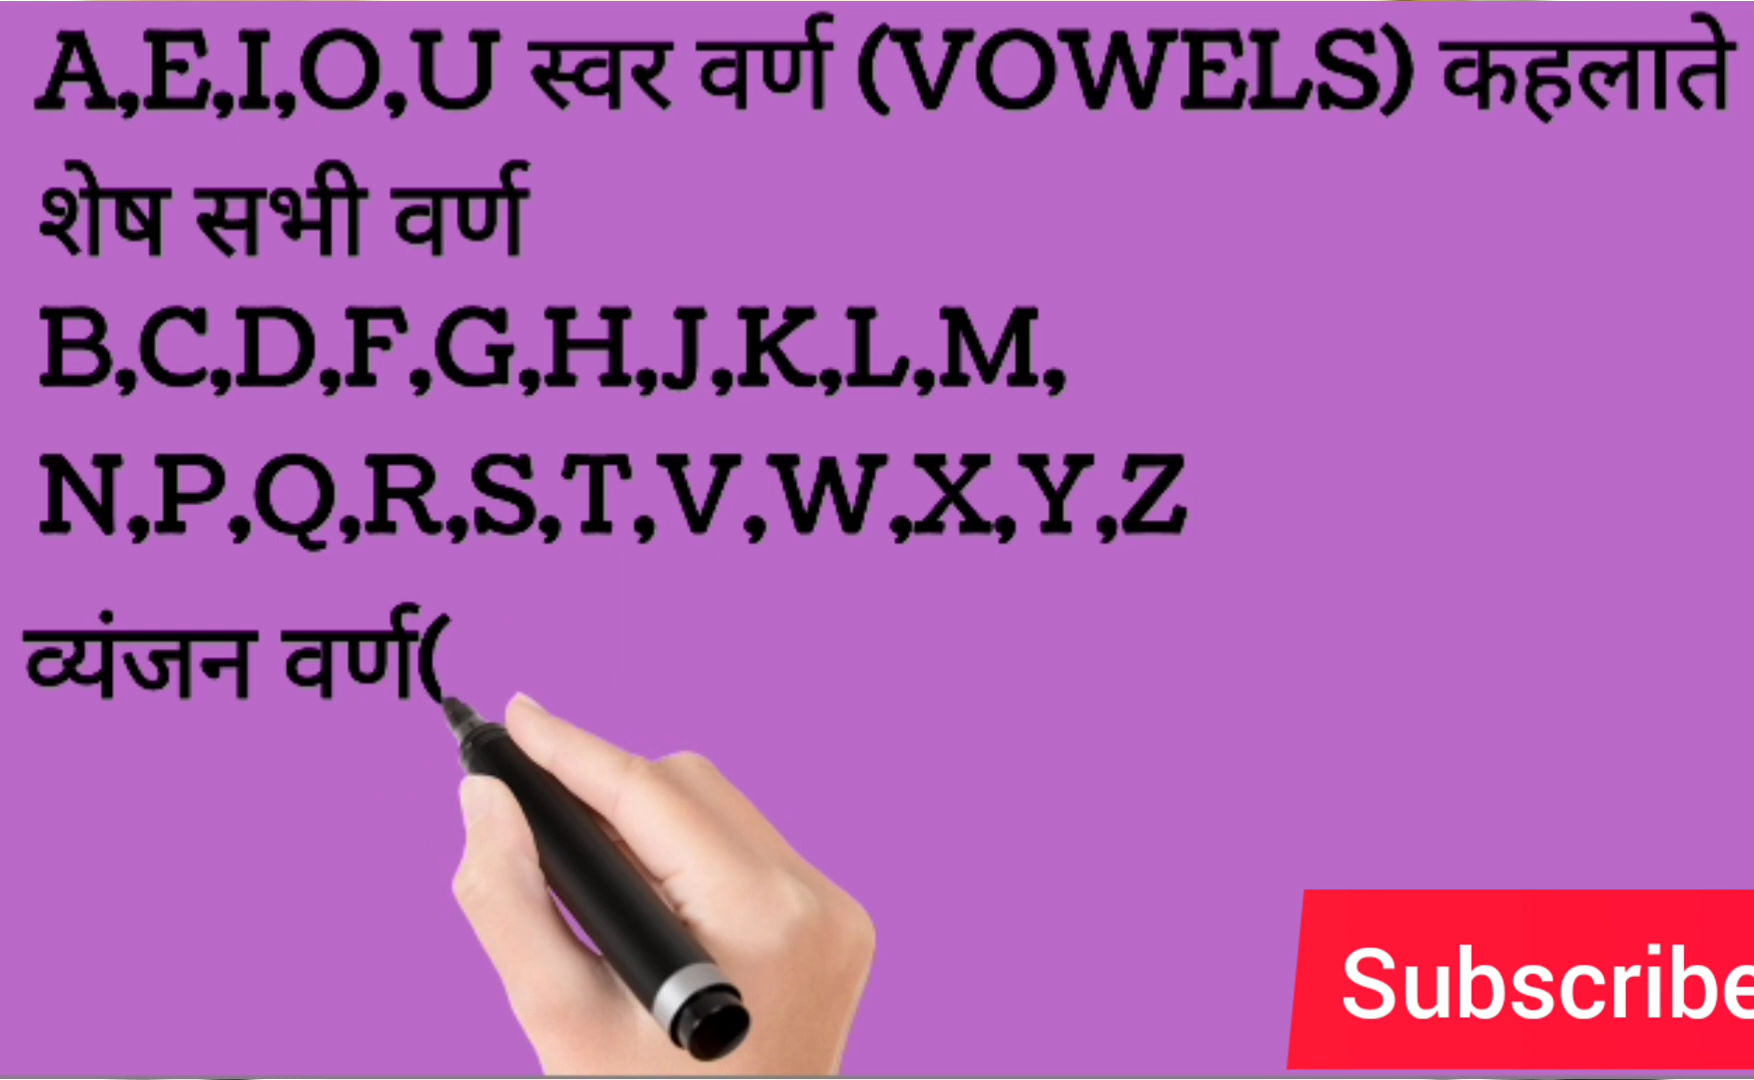 A,E,I,O,U स्वर वर्ण (VOWELS) कहलाते
शेष सभी वर्ण
B,C,D,F,G,H,J,K,L,M,
N,P,Q,R,S,T,V,W,X,Y,Z
व्यंजन वर्ण(
Subscribe